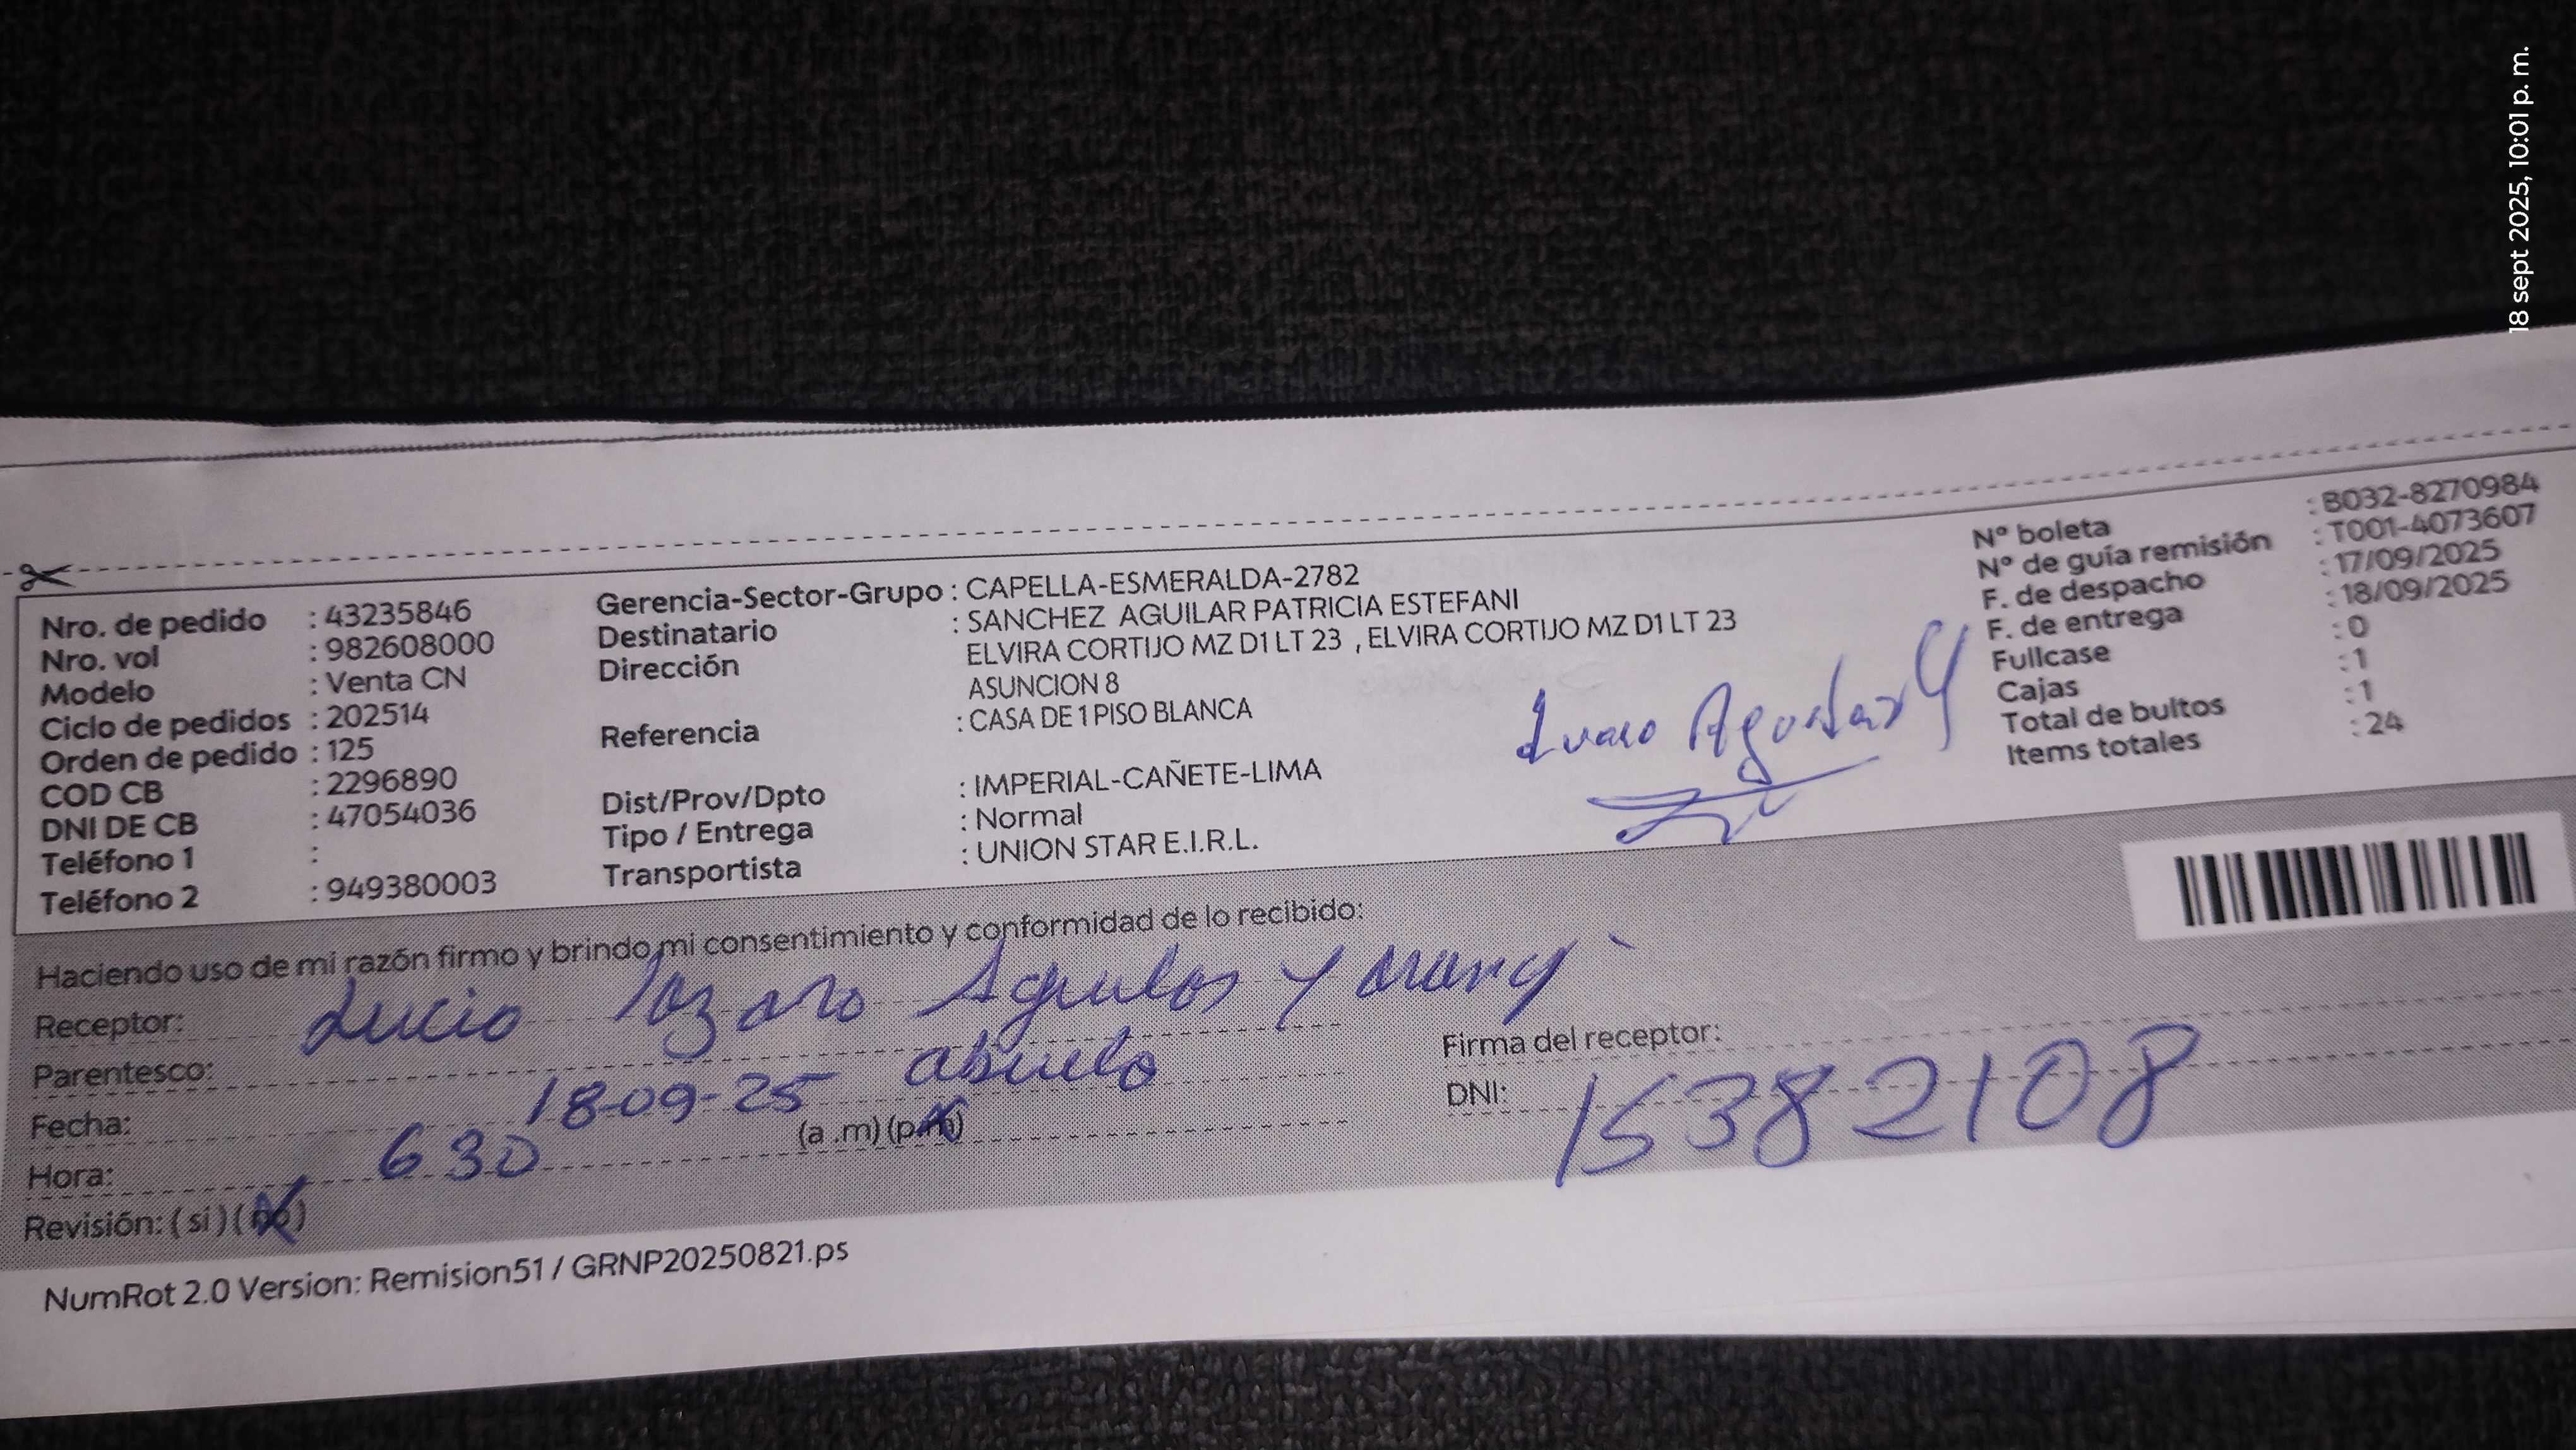 18 sept 2025, 10:01 p. m.
Nro. de pedido : 43235846
Nro. vol : 982608000
Modelo : Venta CN
Ciclo de pedidos : 202514
Orden de pedido : 125
COD CB : 2296890
DNI DE CB : 47054036
Teléfono 1 :
Teléfono 2 : 949380003
Gerencia-Sector-Grupo : CAPELLA-ESMERALDA-2782
Destinatario : SANCHEZ AGUILAR PATRICIA ESTEFANI
Dirección ELVIRA CORTIJO MZ D1 LT 23 , ELVIRA CORTIJO MZ D1 LT 23
ASUNCION 8
Referencia : CASA DE 1 PISO BLANCA
Dist/Prov/Dpto : IMPERIAL-CAÑETE-LIMA
Tipo / Entrega : Normal
Transportista : UNION STAR E.I.R.L.
Nº boleta : B032-8270984
Nº de guía remisión : T001-4073607
F. de despacho : 17/09/2025
F. de entrega : 18/09/2025
Fullcase : 0
Cajas : 1
Total de bultos : 1
Items totales : 24
Haciendo uso de mi razón firmo y brindo mi consentimiento y conformidad de lo recibido:
Receptor: Lucio
Parentesco: abuelo
Fecha: 18-09-25
Hora: 630 (a .m) (p.m)
Revisión: (si) (no)
Firma del receptor:
DNI: 15382108
NumRot 2.0 Version: Remision51 / GRNP20250821.ps